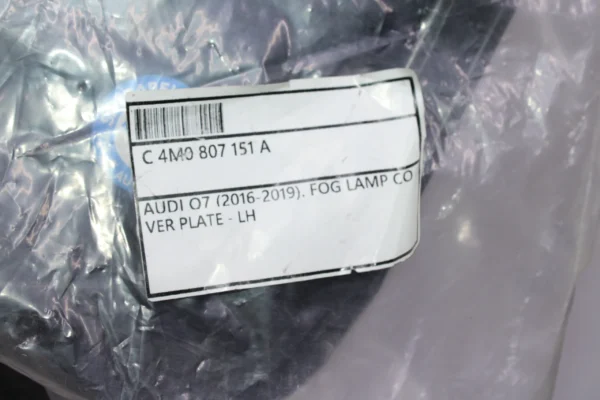 C 4M0 807 151 A
AUDI Q7 (2016-2019). FOG LAMP CO
VER PLATE - LH